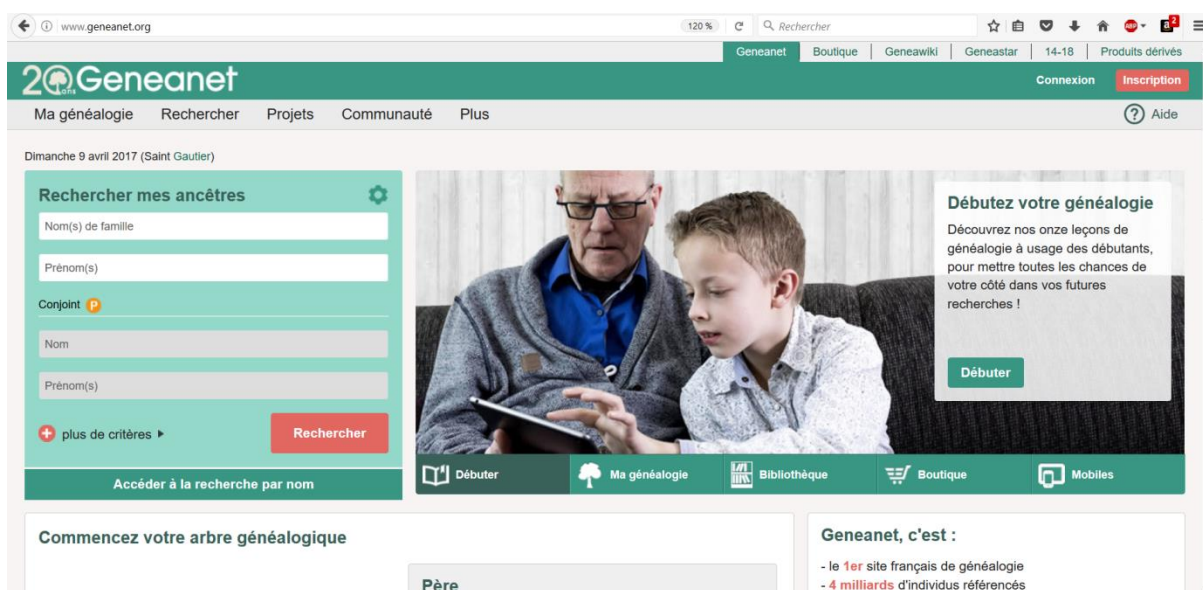 www.geneanet.org
120 %
Rechercher
2
Geneanet
Boutique
Geneawiki
Geneastar
14-18
Produits dérivés
20 ans Geneanet
Connexion
Inscription
Ma généalogie
Rechercher
Projets
Communauté
Plus
? Aide
Dimanche 9 avril 2017 (Saint Gautier)
Rechercher mes ancêtres
Nom(s) de famille
Prénom(s)
Conjoint P
Nom
Prénom(s)
plus de critères
Rechercher
Accéder à la recherche par nom
Débutez votre généalogie
Découvrez nos onze leçons de
généalogie à usage des débutants,
pour mettre toutes les chances de
votre côté dans vos futures
recherches !
Débuter
Débuter
Ma généalogie
Bibliothèque
Boutique
Mobiles
Commencez votre arbre généalogique
Père
Geneanet, c'est :
- le 1er site français de généalogie
- 4 milliards d'individus référencés